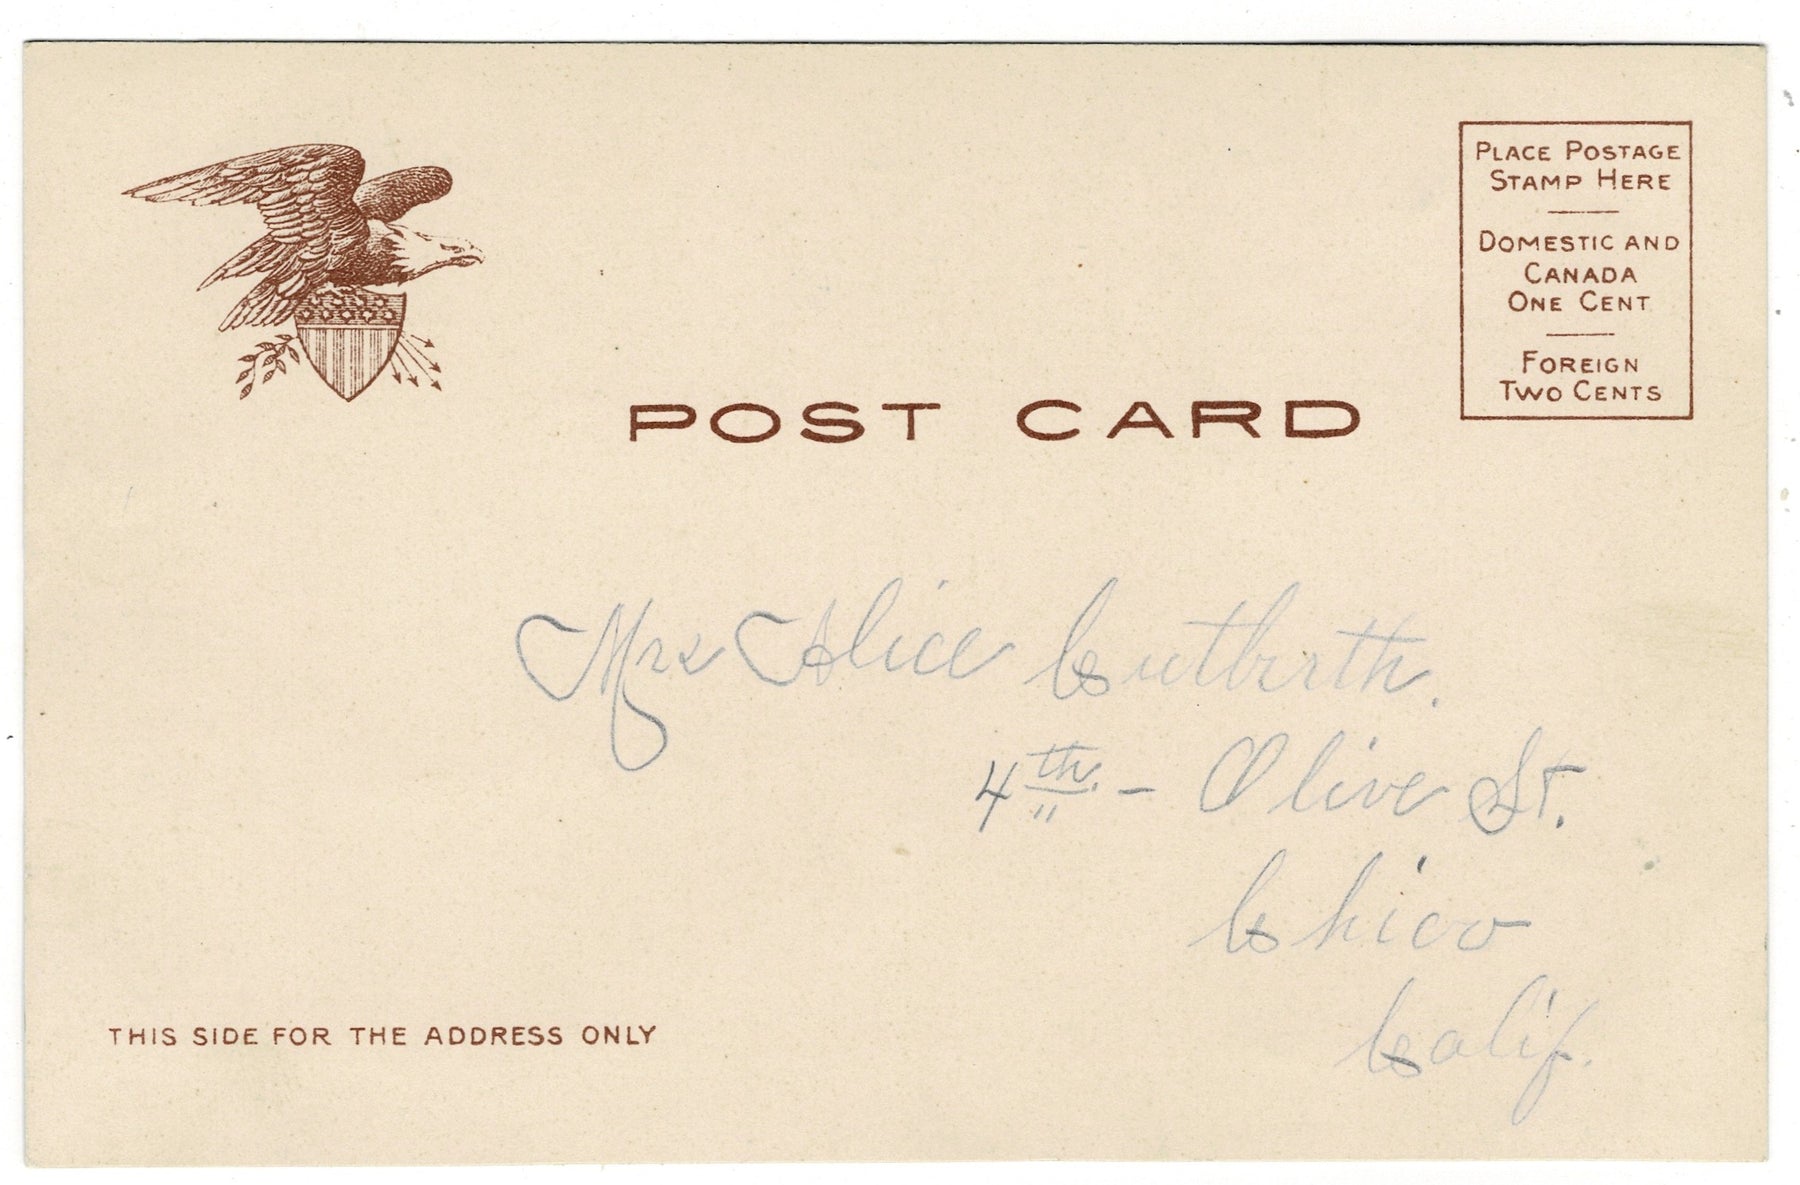 PLACE POSTAGE
STAMP HERE
DOMESTIC AND
CANADA
ONE CENT
FOREIGN
TWO CENTS
POST CARD
Mrs Alice Cutbirth.
4th. - Olive St.
Chico
Calif.
THIS SIDE FOR THE ADDRESS ONLY